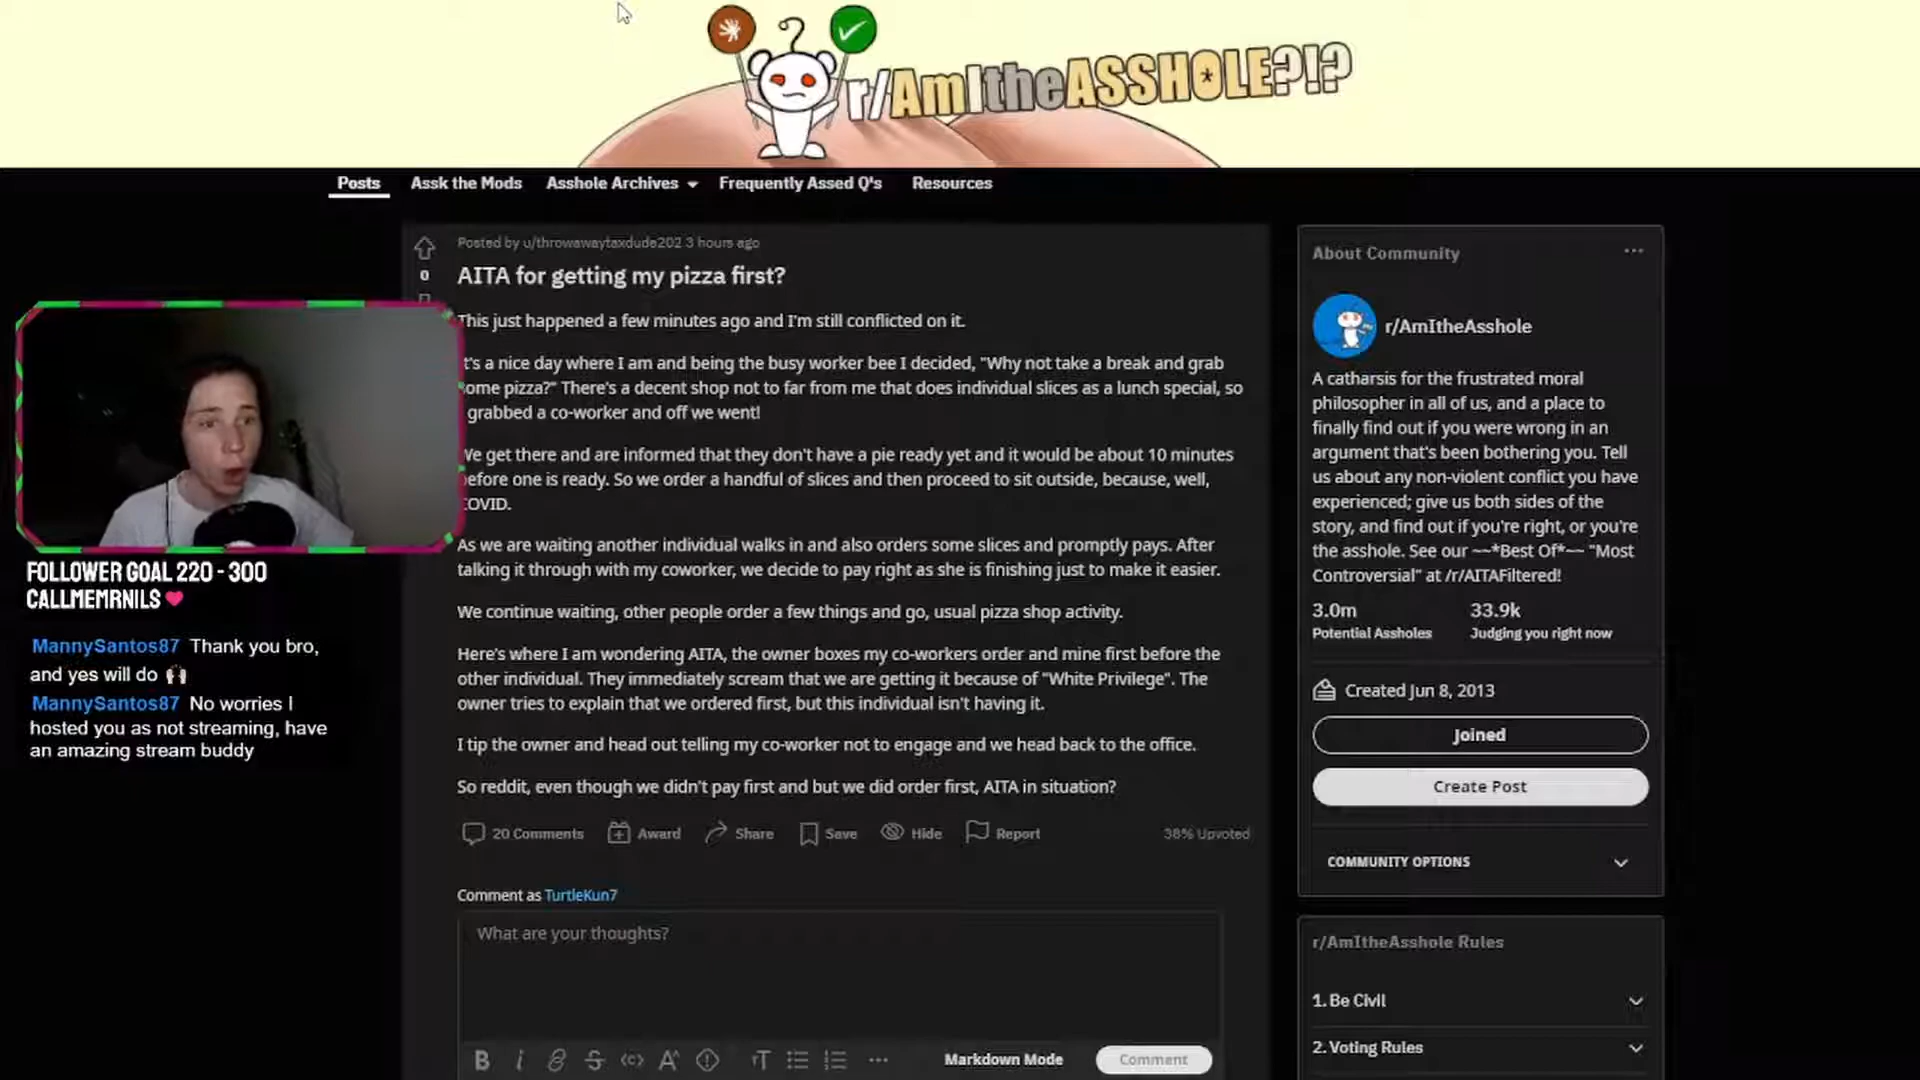 r/AmItheASSHOLE?!?
Posts
Assk the Mods
Asshole Archives
Frequently Assed Q's
Resources
Posted by u/throwawaytaxdude202 3 hours ago
0
AITA for getting my pizza first?
This just happened a few minutes ago and I'm still conflicted on it.
t's a nice day where I am and being the busy worker bee I decided, "Why not take a break and grab
ome pizza?" There's a decent shop not to far from me that does individual slices as a lunch special, so
grabbed a co-worker and off we went!
We get there and are informed that they don't have a pie ready yet and it would be about 10 minutes
before one is ready. So we order a handful of slices and then proceed to sit outside, because, well,
COVID.
As we are waiting another individual walks in and also orders some slices and promptly pays. After
talking it through with my coworker, we decide to pay right as she is finishing just to make it easier.
We continue waiting, other people order a few things and go, usual pizza shop activity.
Here's where I am wondering AITA, the owner boxes my co-workers order and mine first before the
other individual. They immediately scream that we are getting it because of "White Privilege". The
owner tries to explain that we ordered first, but this individual isn't having it.
I tip the owner and head out telling my co-worker not to engage and we head back to the office.
So reddit, even though we didn't pay first and but we did order first, AITA in situation?
20 Comments
Award
Share
Save
Hide
Report
38% Upvoted
Comment as TurtleKun7
What are your thoughts?
Markdown Mode
Comment
FOLLOWER GOAL 220 - 300
CALLMEMRNILS
MannySantos87 Thank you bro,
and yes will do
MannySantos87 No worries I
hosted you as not streaming, have
an amazing stream buddy
About Community
r/AmItheAsshole
A catharsis for the frustrated moral
philosopher in all of us, and a place to
finally find out if you were wrong in an
argument that's been bothering you. Tell
us about any non-violent conflict you have
experienced; give us both sides of the
story, and find out if you're right, or you're
the asshole. See our ~~*Best Of*~~ "Most
Controversial" at /r/AITAFiltered!
3.0m
Potential Assholes
33.9k
Judging you right now
Created Jun 8, 2013
Joined
Create Post
COMMUNITY OPTIONS
r/AmItheAsshole Rules
1. Be Civil
2. Voting Rules